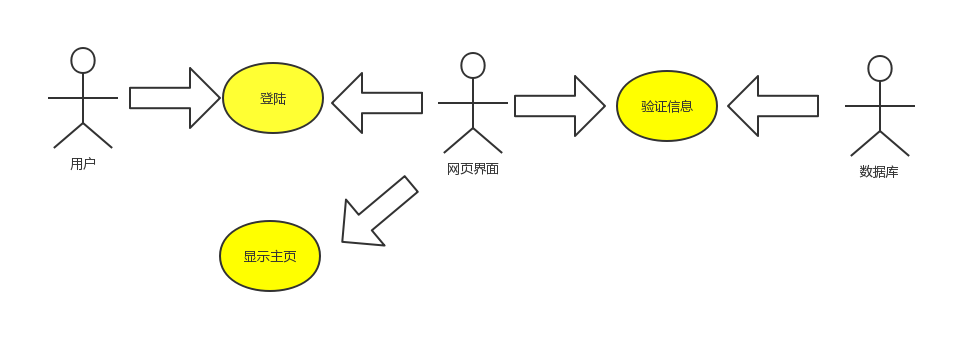 登陆
验证信息
用户
网页界面
数据库
显示主页